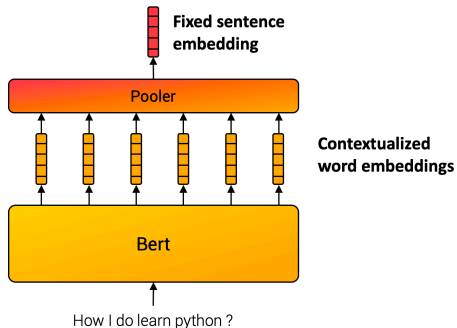 Fixed sentence
embedding
Pooler
Contextualized
word embeddings
Bert
How I do learn python ?